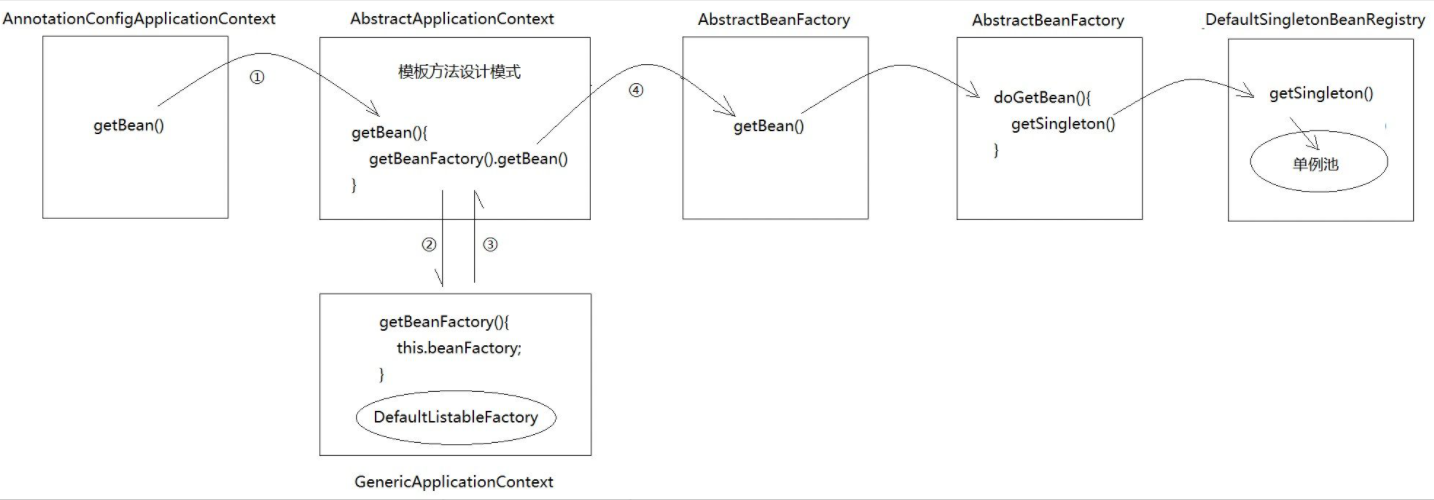 AnnotationConfigApplicationContext
AbstractApplicationContext
AbstractBeanFactory
AbstractBeanFactory
DefaultSingletonBeanRegistry
①
getBean()
模板方法设计模式
getBean(){
getBeanFactory().getBean()
}
④
getBean()
doGetBean(){
getSingleton()
}
getSingleton()
单例池
②
③
getBeanFactory(){
this.beanFactory;
}
DefaultListableFactory
GenericApplicationContext